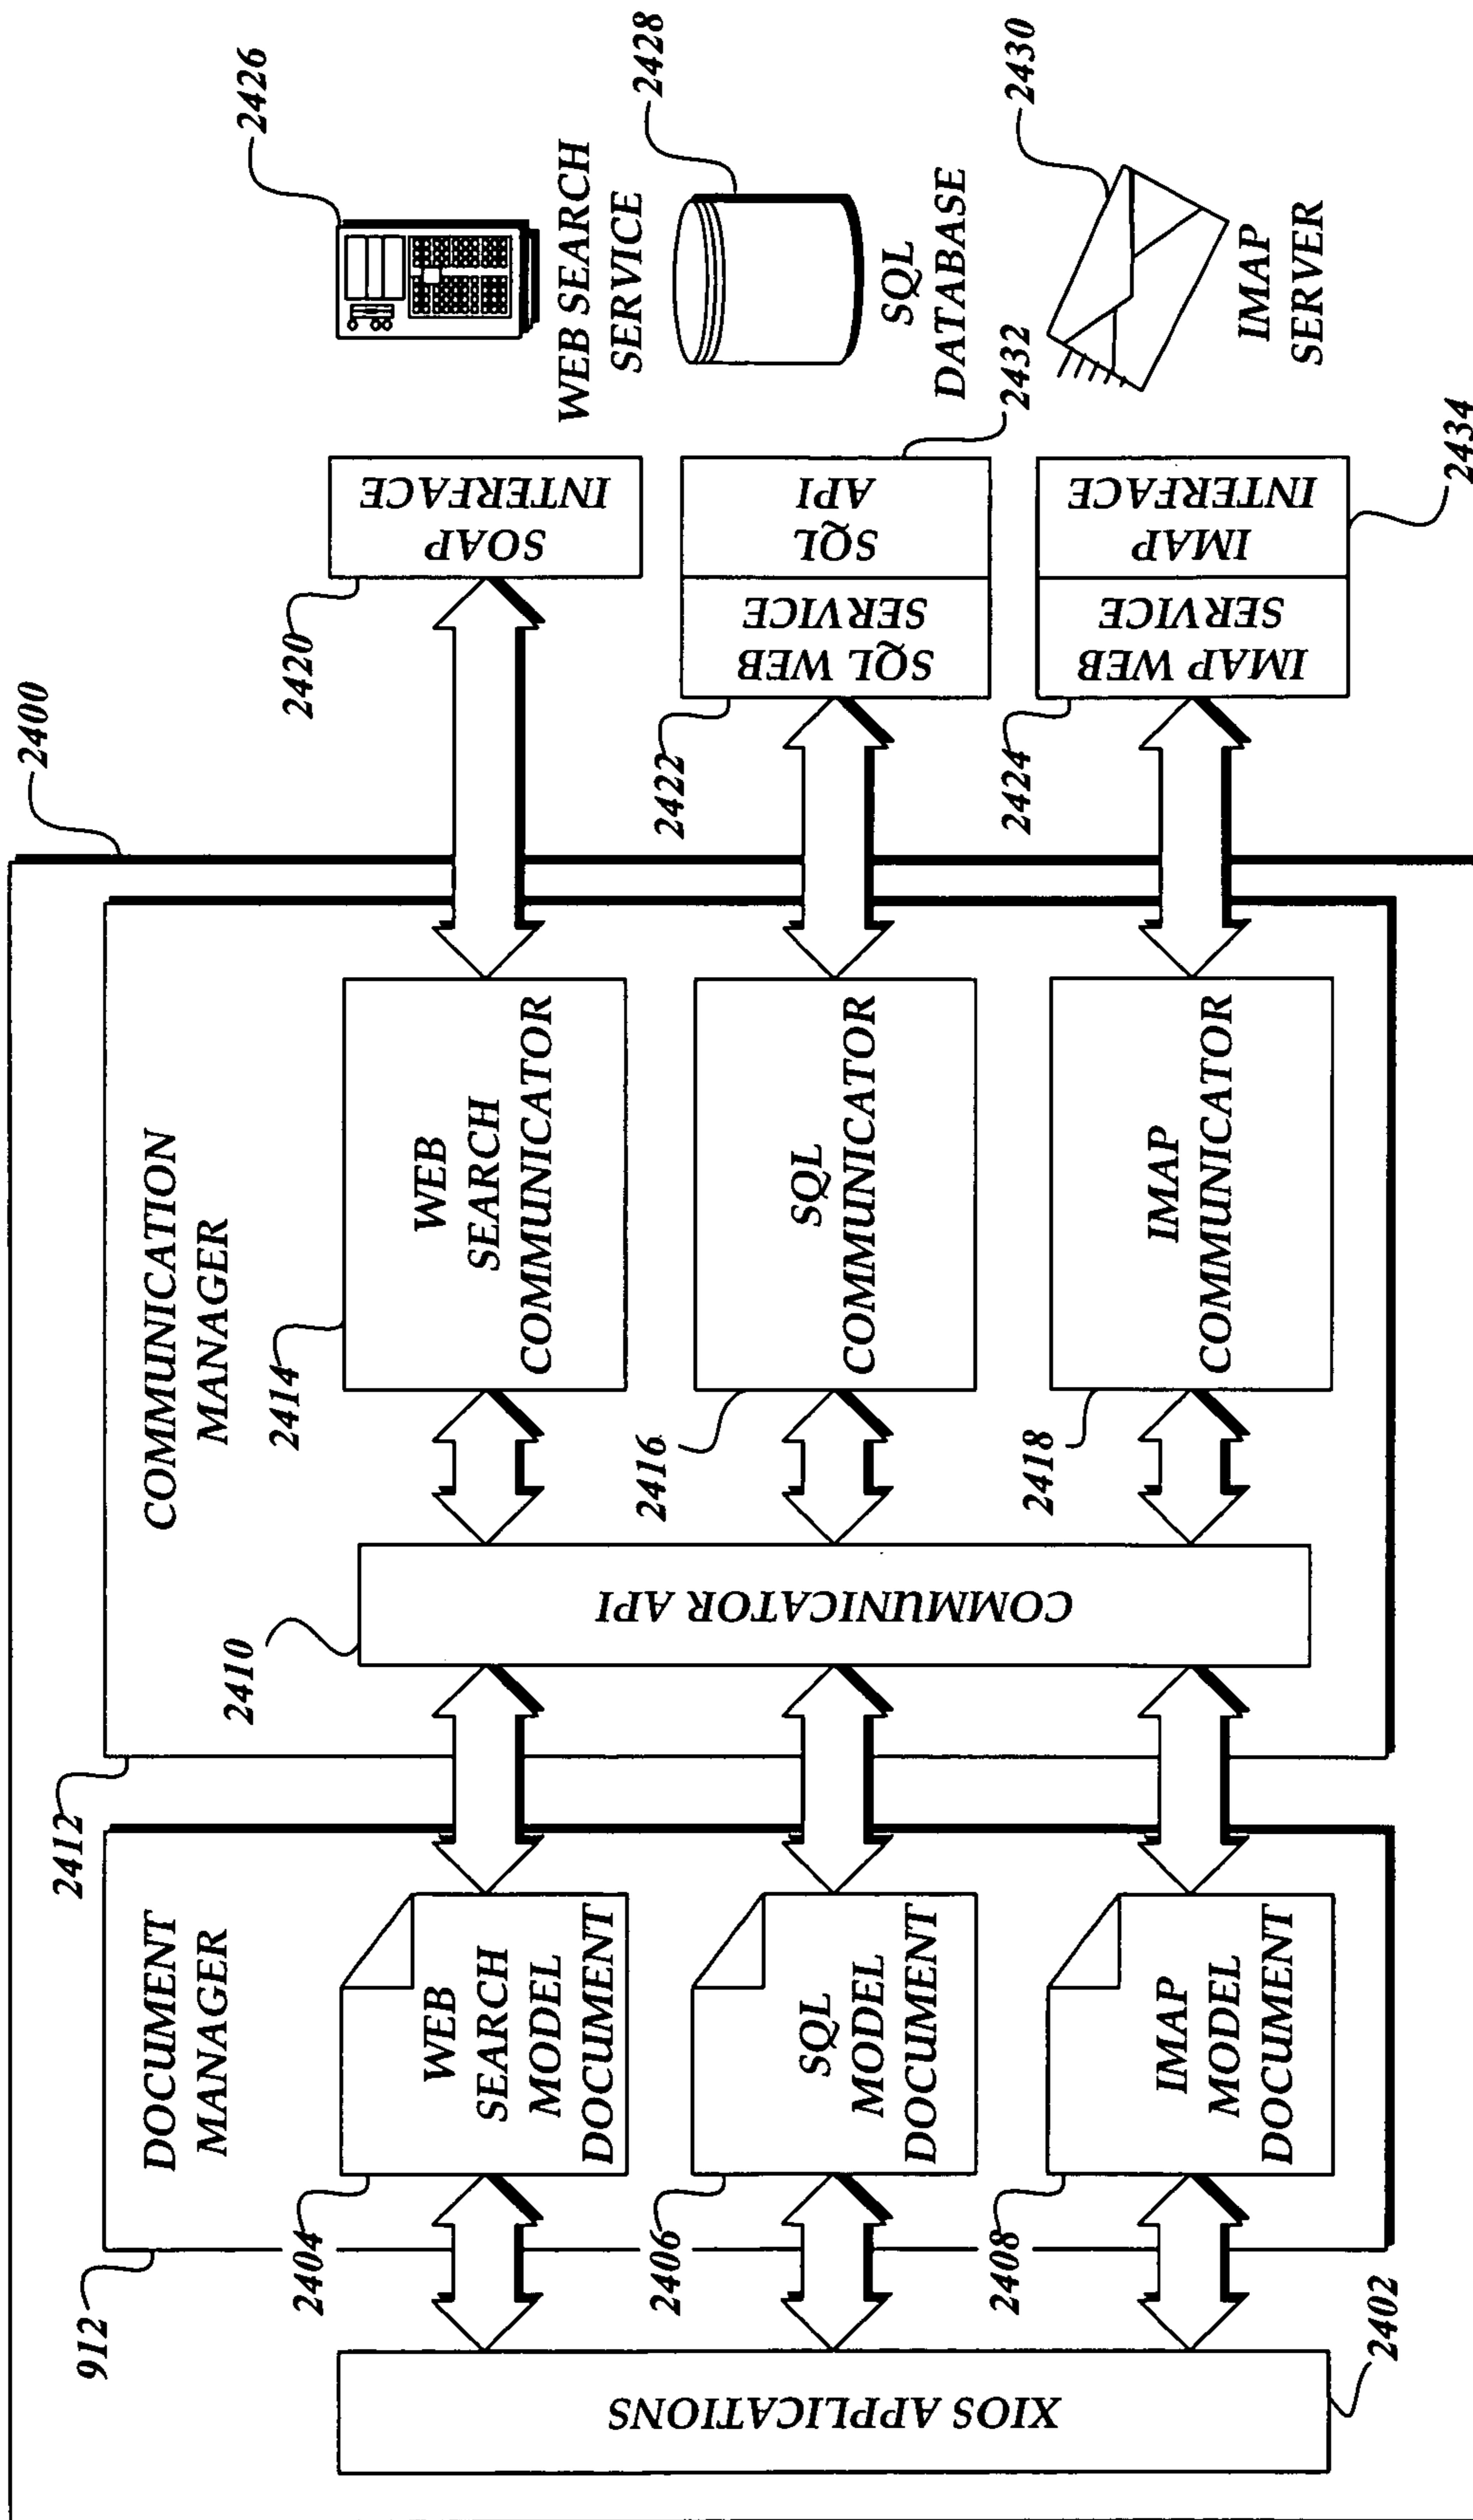 2400
912
DOCUMENT
MANAGER
2412
COMMUNICATION
MANAGER
2426
2404
WEB
SEARCH
MODEL
DOCUMENT
2410
2414
WEB
SEARCH
COMMUNICATOR
2420
SOAP
INTERFACE
WEB SEARCH
SERVICE
XIOS APPLICATIONS
COMMUNICATOR API
2406
SQL
MODEL
DOCUMENT
2416
SQL
COMMUNICATOR
2422
SQL WEB
SERVICE
SQL
API
2428
SQL
DATABASE
2432
2408
IMAP
MODEL
DOCUMENT
2418
IMAP
COMMUNICATOR
2424
IMAP WEB
SERVICE
IMAP
INTERFACE
2430
IMAP
SERVER
2402
2434